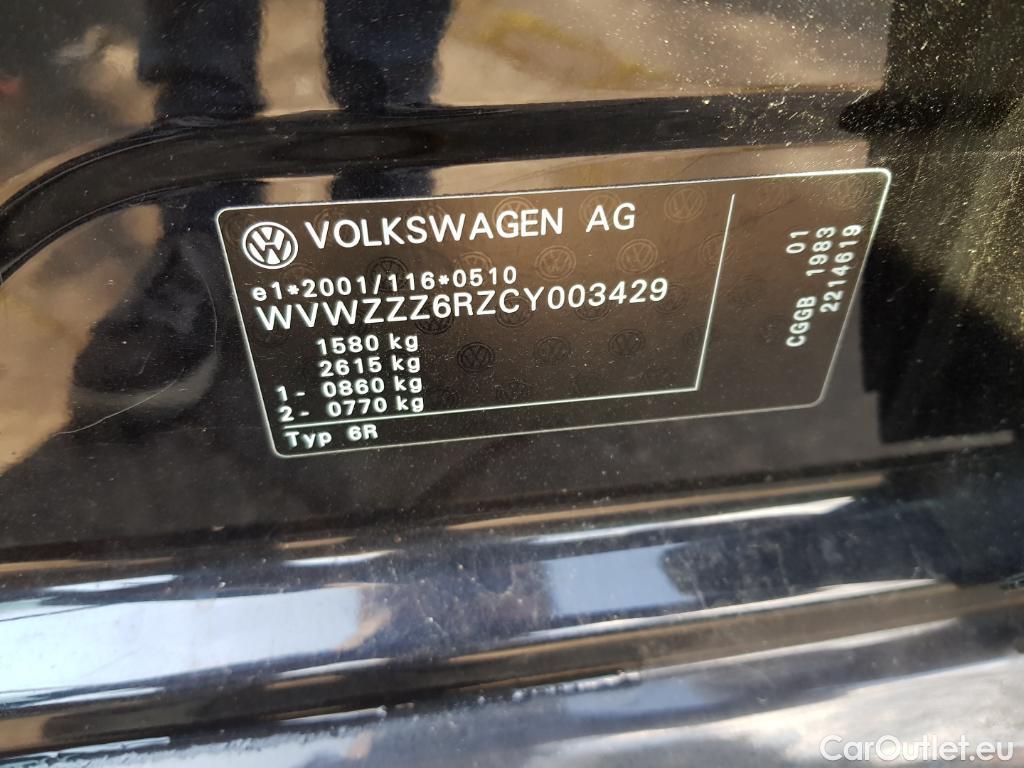 VOLKSWAGEN AG
e1*2001/116*0510
WVWZZZ6RZCY003429
1580 kg
2615 kg
1- 0860 kg
2- 0770 kg
Typ 6R
01
CGGB 1983
2214619
CarOutlet.eu